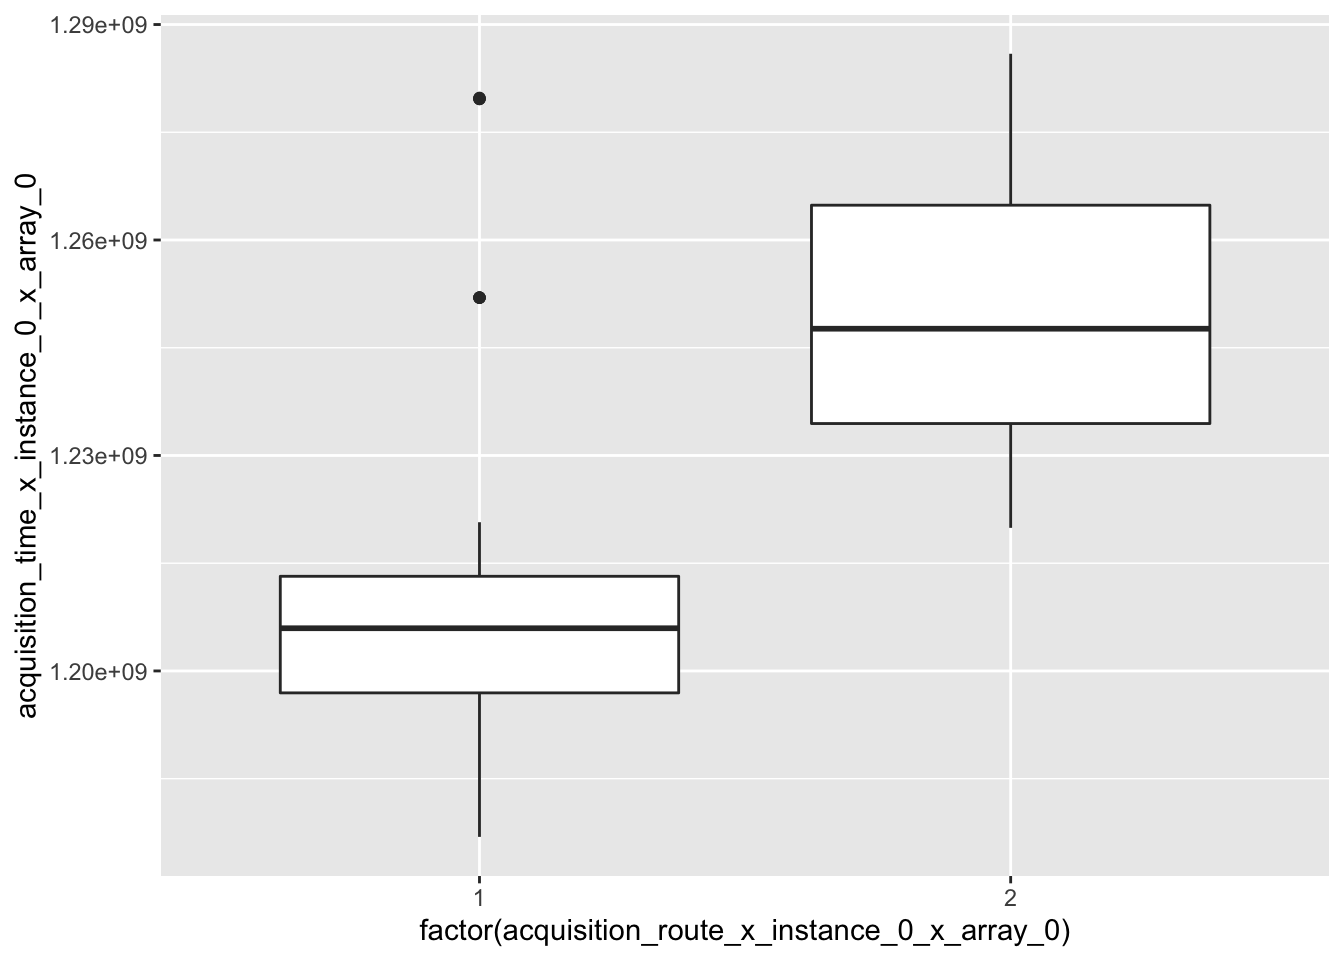 acquisition_time_x_instance_0_x_array_0
1.29e+09
1.26e+09
1.23e+09
1.20e+09
1
2
factor(acquisition_route_x_instance_0_x_array_0)